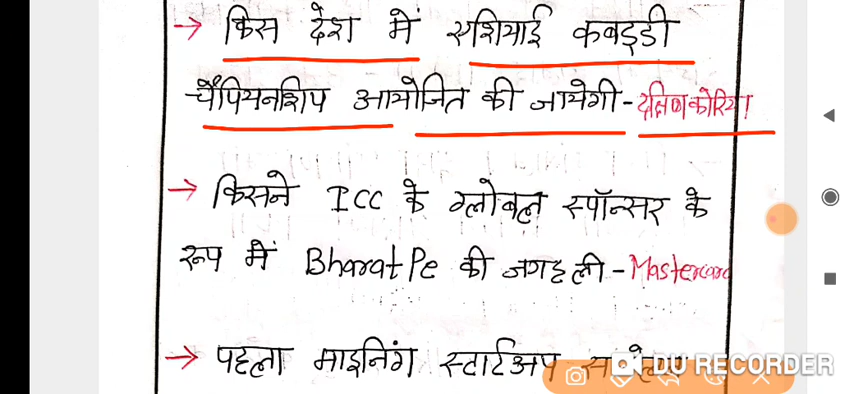 → किस देश में एशियाई कबड्डी
चैंपियनशिप आयोजित की जायेगी - दक्षिण कोरिया
→ किसने ICC के ग्लोबल स्पॉन्सर के
रूप में BharatPe की जगह ली - Mastercard
→ पहला माइनिंग स्टार्टअप
DU RECORDER